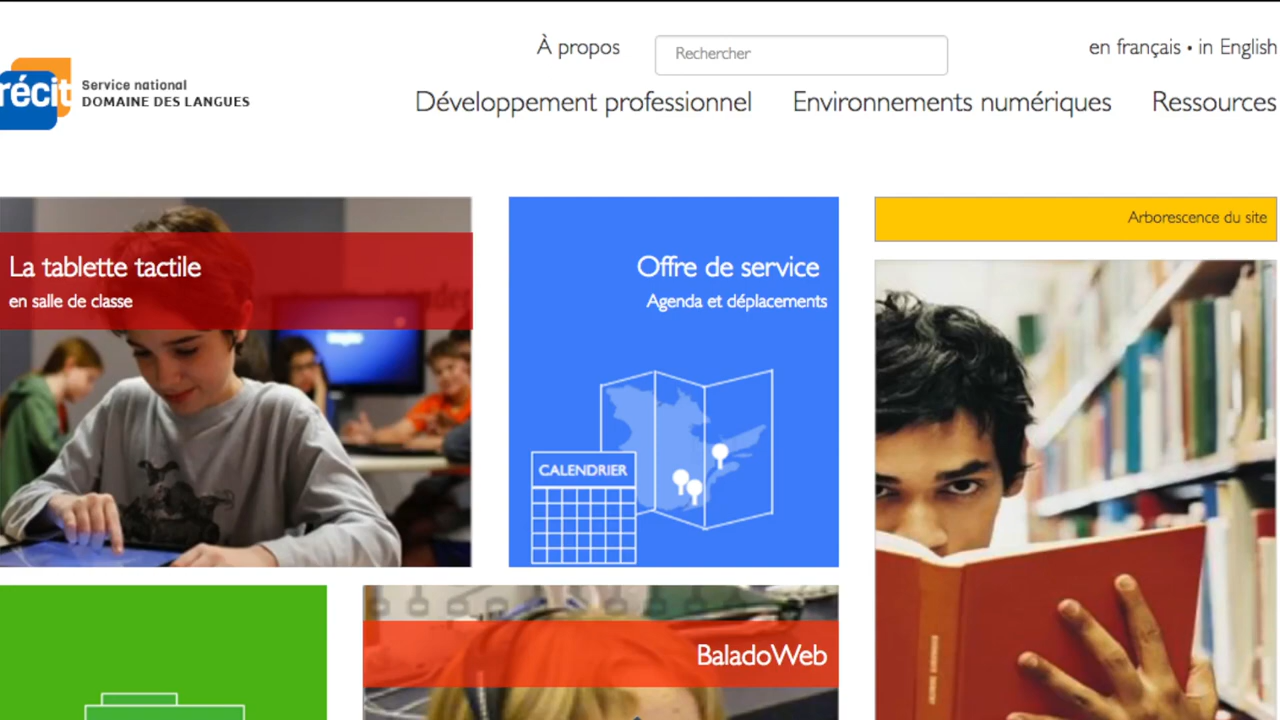 À propos
Rechercher
en français • in English
récit
Service national
DOMAINE DES LANGUES
Développement professionnel
Environnements numériques
Ressources
La tablette tactile
en salle de classe
Offre de service
Agenda et déplacements
CALENDRIER
Arborescence du site
BaladoWeb